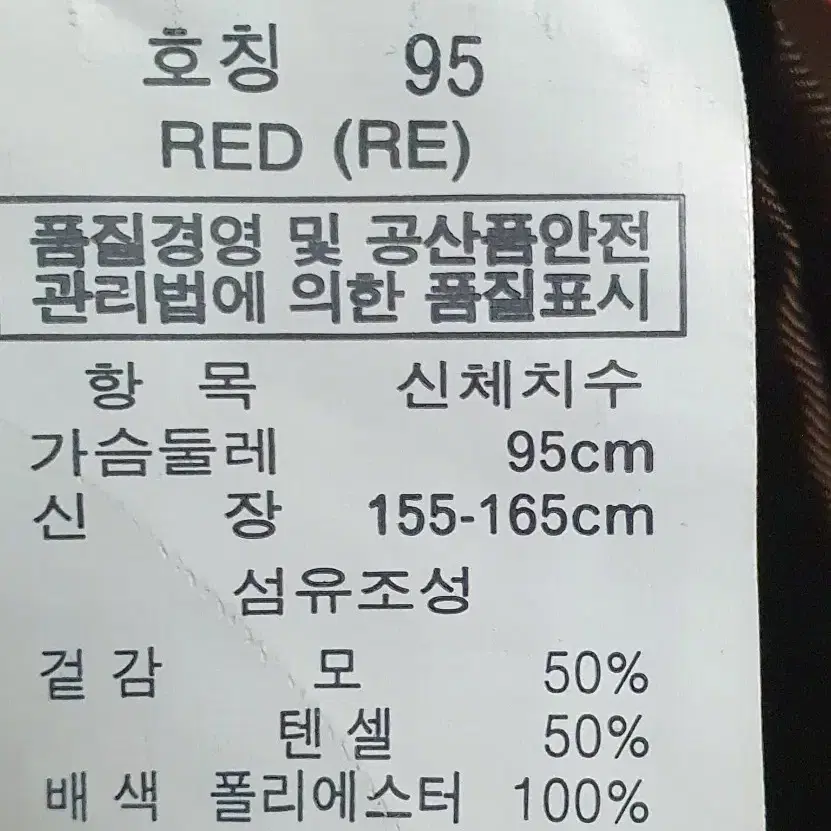 호칭 95
RED (RE)
품질경영 및 공산품안전
관리법에 의한 품질표시
항 목 신체치수
가슴둘레 95cm
신 장 155-165cm
섬유조성
겉 감 모 50%
텐 셀 50%
배 색 폴리에스터 100%